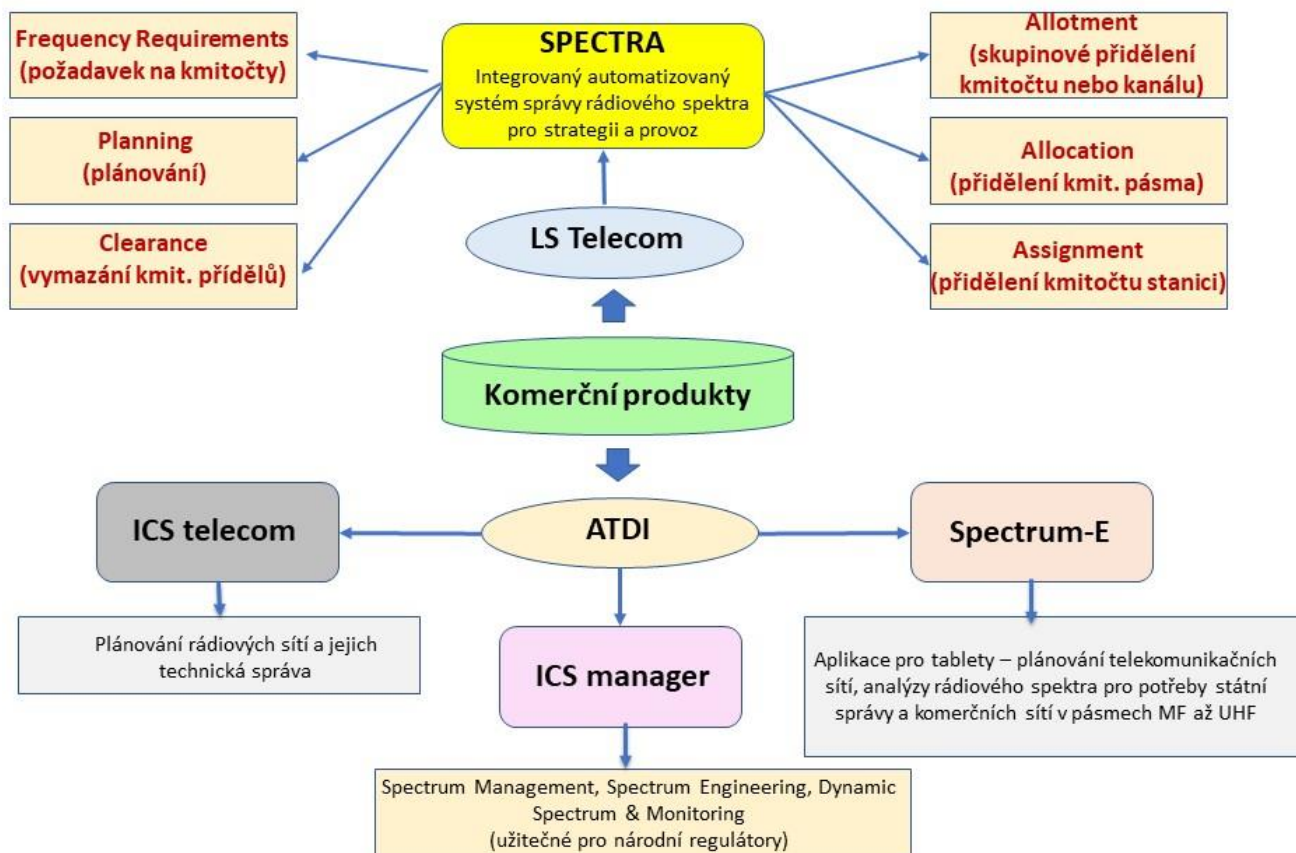 Frequency Requirements
(požadavek na kmitočty)
Planning
(plánování)
Clearance
(vymazání kmit. přídělů)
SPECTRA
Integrovaný automatizovaný
systém správy rádiového spektra
pro strategii a provoz
Allotment
(skupinové přidělení
kmitočtu nebo kanálu)
Allocation
(přidělení kmit. pásma)
Assignment
(přidělení kmitočtu stanici)
LS Telecom
Komerční produkty
ATDI
ICS telecom
Plánování rádiových sítí a jejich
technická správa
ICS manager
Spectrum Management, Spectrum Engineering, Dynamic
Spectrum & Monitoring
(užitečné pro národní regulátory)
Spectrum-E
Aplikace pro tablety – plánování telekomunikačních
sítí, analýzy rádiového spektra pro potřeby státní
správy a komerčních sítí v pásmech MF až UHF